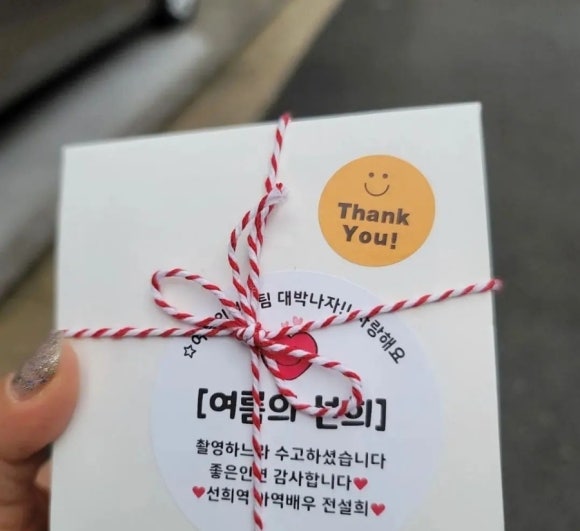 Thank
You!
팀 대박나자!! 사랑해요
[여름의
촬영하느라 수고하셨습니다
좋은인연 감사합니다❤
❤선희역 아역배우 전설희❤